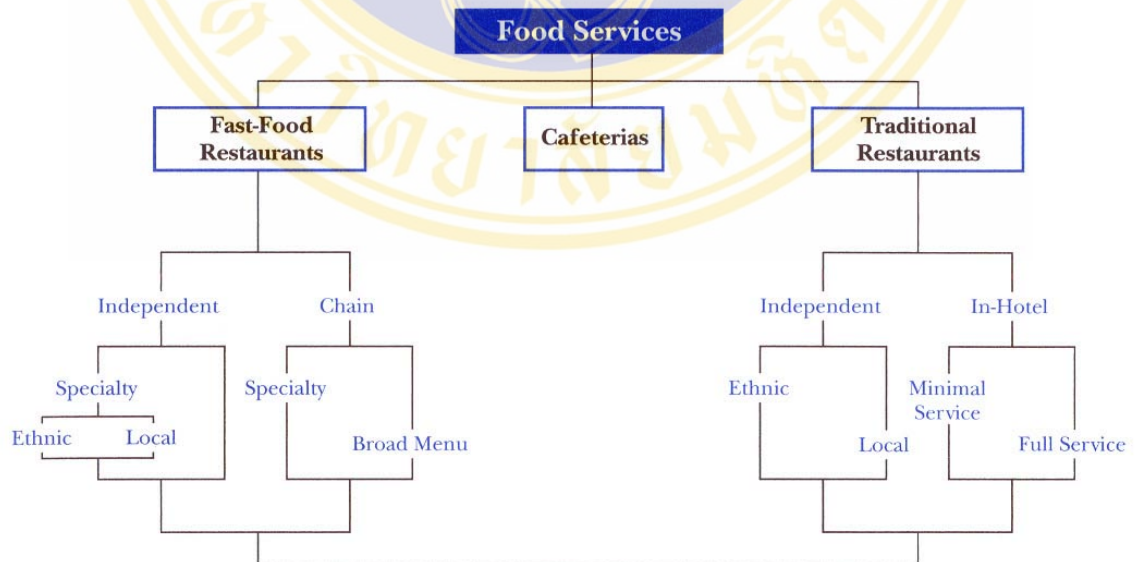 Food Services
Fast-Food
Restaurants
Cafeterias
Traditional
Restaurants
Independent
Chain
Independent
In-Hotel
Specialty
Specialty
Ethnic
Minimal
Service
Ethnic
Local
Broad Menu
Local
Full Service